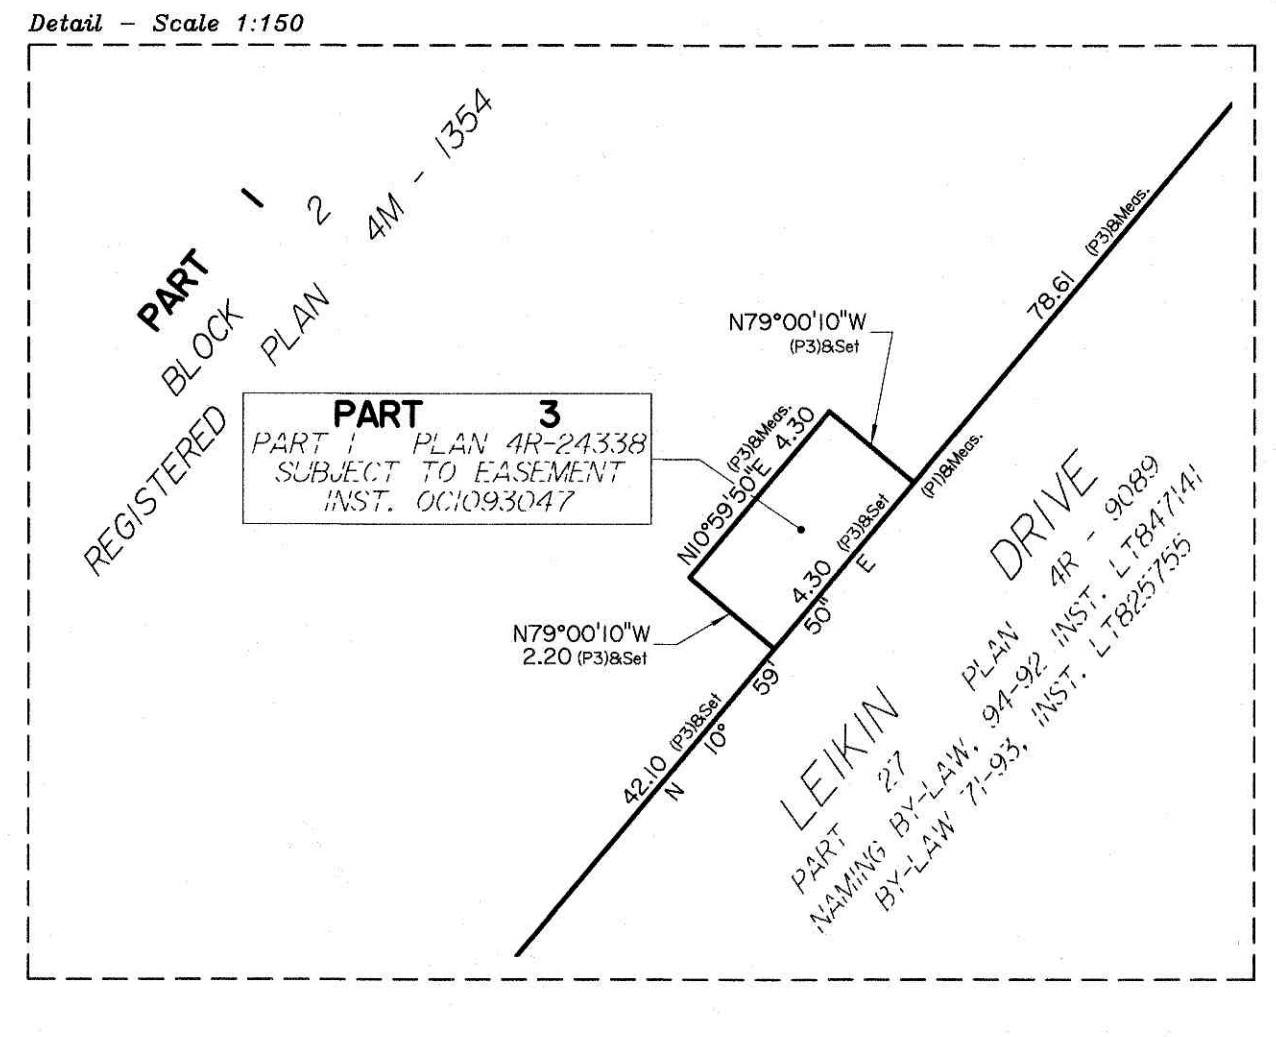 Detail - Scale 1:150
PART 1
BLOCK 2
REGISTERED PLAN 4M - 1354
PART 3
PART 1 PLAN 4R-24338
SUBJECT TO EASEMENT
INST. OC1093047
N79°00'10"W
(P3)&Set
N10°59'50"E 4.30
(P3)&Meas.
78.61 (P3)&Meas.
(P1)&Meas.
4.30 (P3)&Set
N 10° 59' 50" E
N79°00'10"W
2.20 (P3)&Set
42.10 (P3)&Set
LEIKIN DRIVE
PART 27 PLAN 4R - 9089
NAMING BY-LAW, 94-92 INST. LT847141
BY-LAW 71-93, INST. LT825755